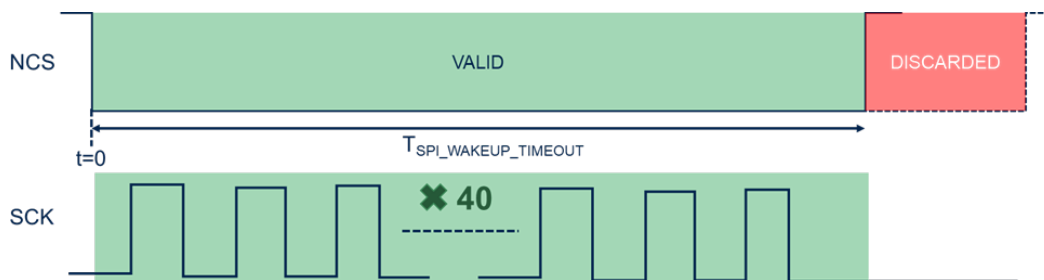 NCS
VALID
DISCARDED
t=0
TSPI_WAKEUP_TIMEOUT
SCK
✖ 40